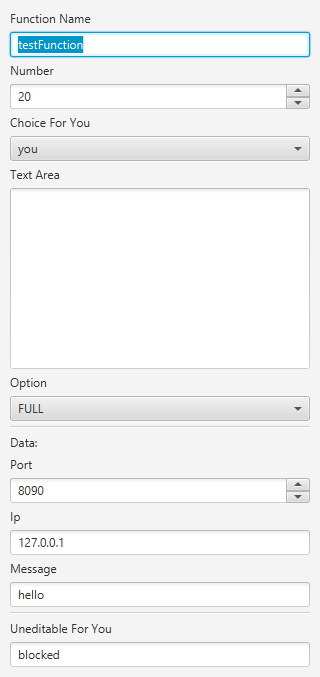 Function Name
testFunction
Number
20
Choice For You
you
Text Area
Option
FULL
Data:
Port
8090
Ip
127.0.0.1
Message
hello
Uneditable For You
blocked